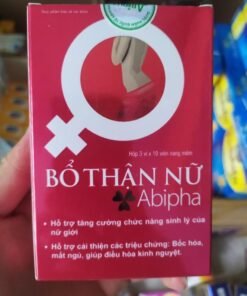 Hộp 3 vỉ x 10 viên nang mềm
BỔ THẬN NỮ
Abipha
• Hỗ trợ tăng cường chức năng sinh lý của
nữ giới
• Hỗ trợ cải thiện các triệu chứng: Bốc hỏa,
mất ngủ, giúp điều hòa kinh nguyệt.